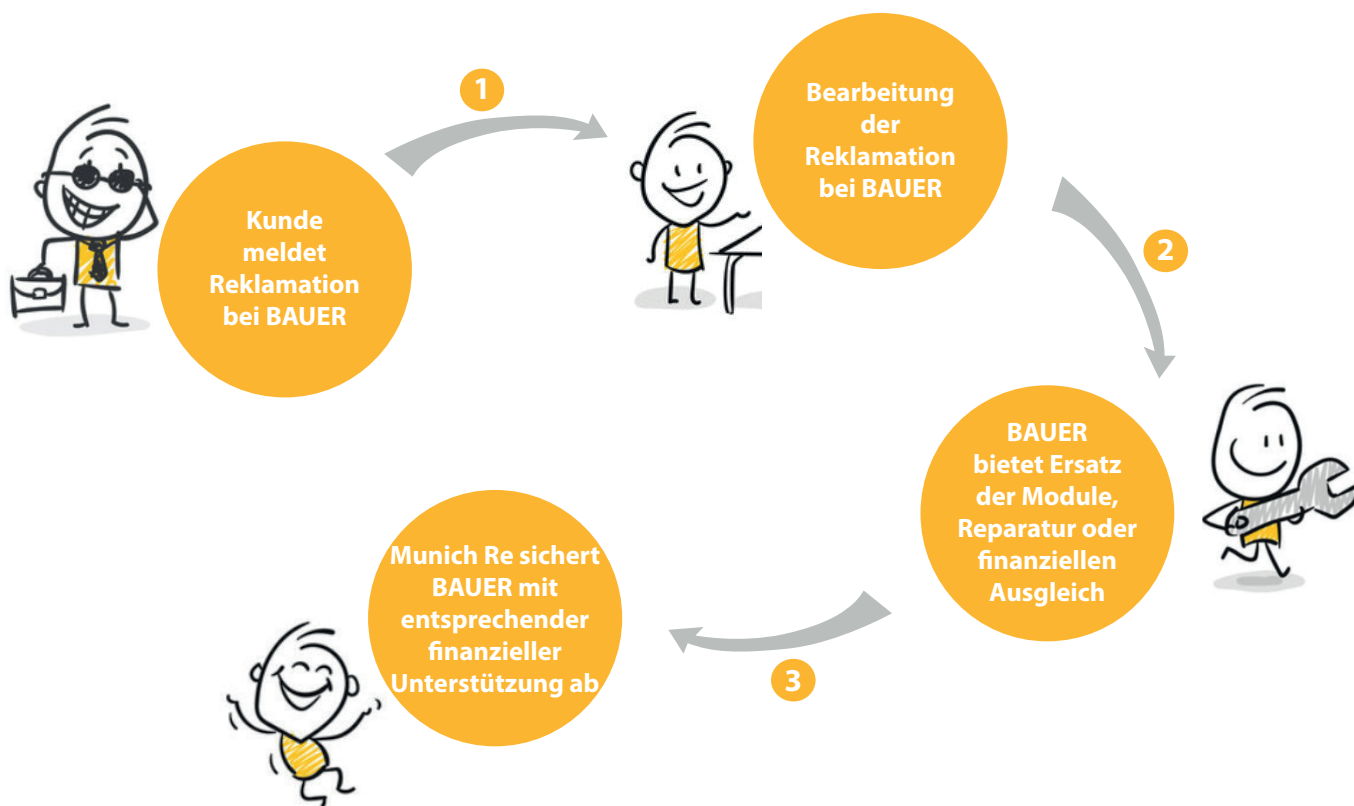 Kunde
meldet
Reklamation
bei BAUER
1
Bearbeitung
der
Reklamation
bei BAUER
2
BAUER
bietet Ersatz
der Module,
Reparatur oder
finanziellen
Ausgleich
3
Munich Re sichert
BAUER mit
entsprechender
finanzieller
Unterstützung ab